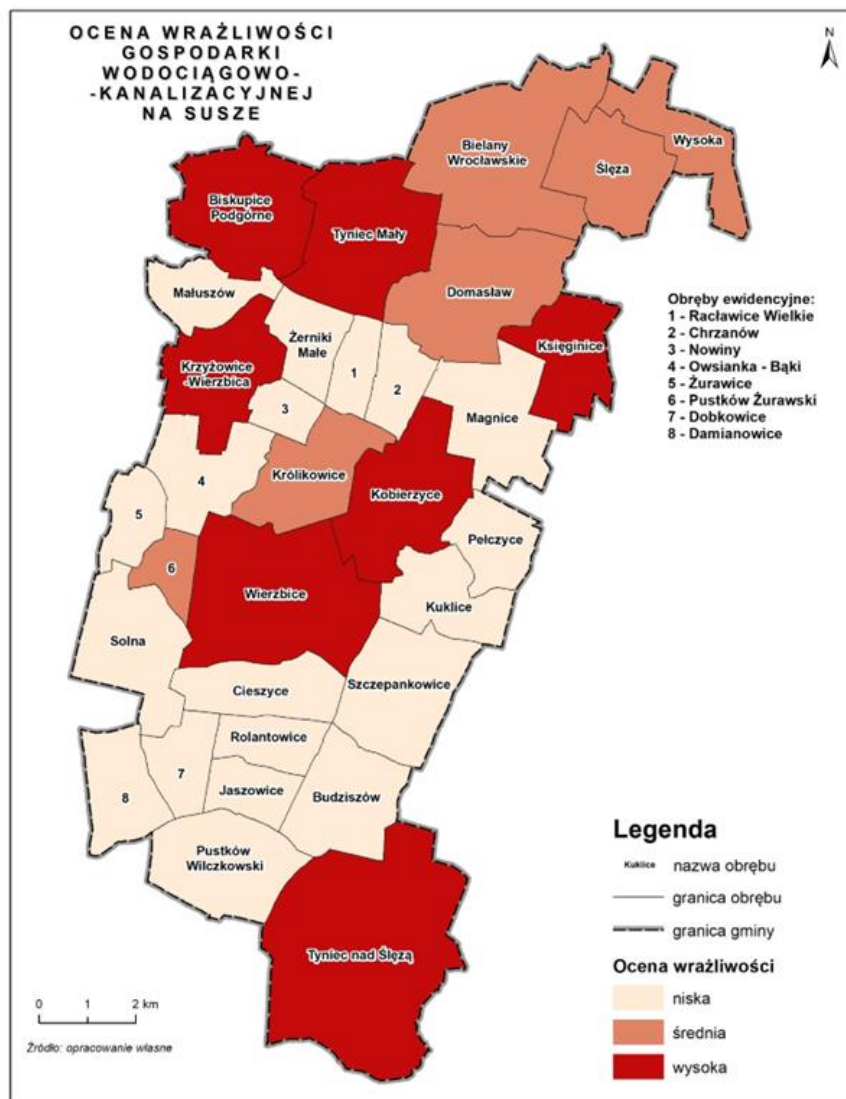 OCENA WRAŻLIWOŚCI
GOSPODARKI
WODOCIĄGOWO-
-KANALIZACYJNEJ
NA SUSZE
N
Wysoka
Bielany
Wrocławskie
Ślęza
Biskupice
Podgórne
Tyniec Mały
Domasław
Małuszów
Obręby ewidencyjne:
1 - Racławice Wielkie
2 - Chrzanów
3 - Nowiny
4 - Owsianka - Bąki
5 - Żurawice
6 - Pustków Żurawski
7 - Dobkowice
8 - Damianowice
Żerniki
Małe
Księginice
Krzyżowice
-Wierzbica
1
2
3
Magnice
Królikowice
4
Kobierzyce
5
Pełczyce
6
Wierzbice
Kuklice
Solna
Cieszyce
Szczepankowice
Rolantowice
7
8
Jaszowice
Budziszów
Pustków
Wilczkowski
Tyniec nad Ślęzą
Legenda
Kuklice nazwa obrębu
granica obrębu
granica gminy
Ocena wrażliwości
niska
średnia
wysoka
0 1 2 km
Źródło: opracowanie własne